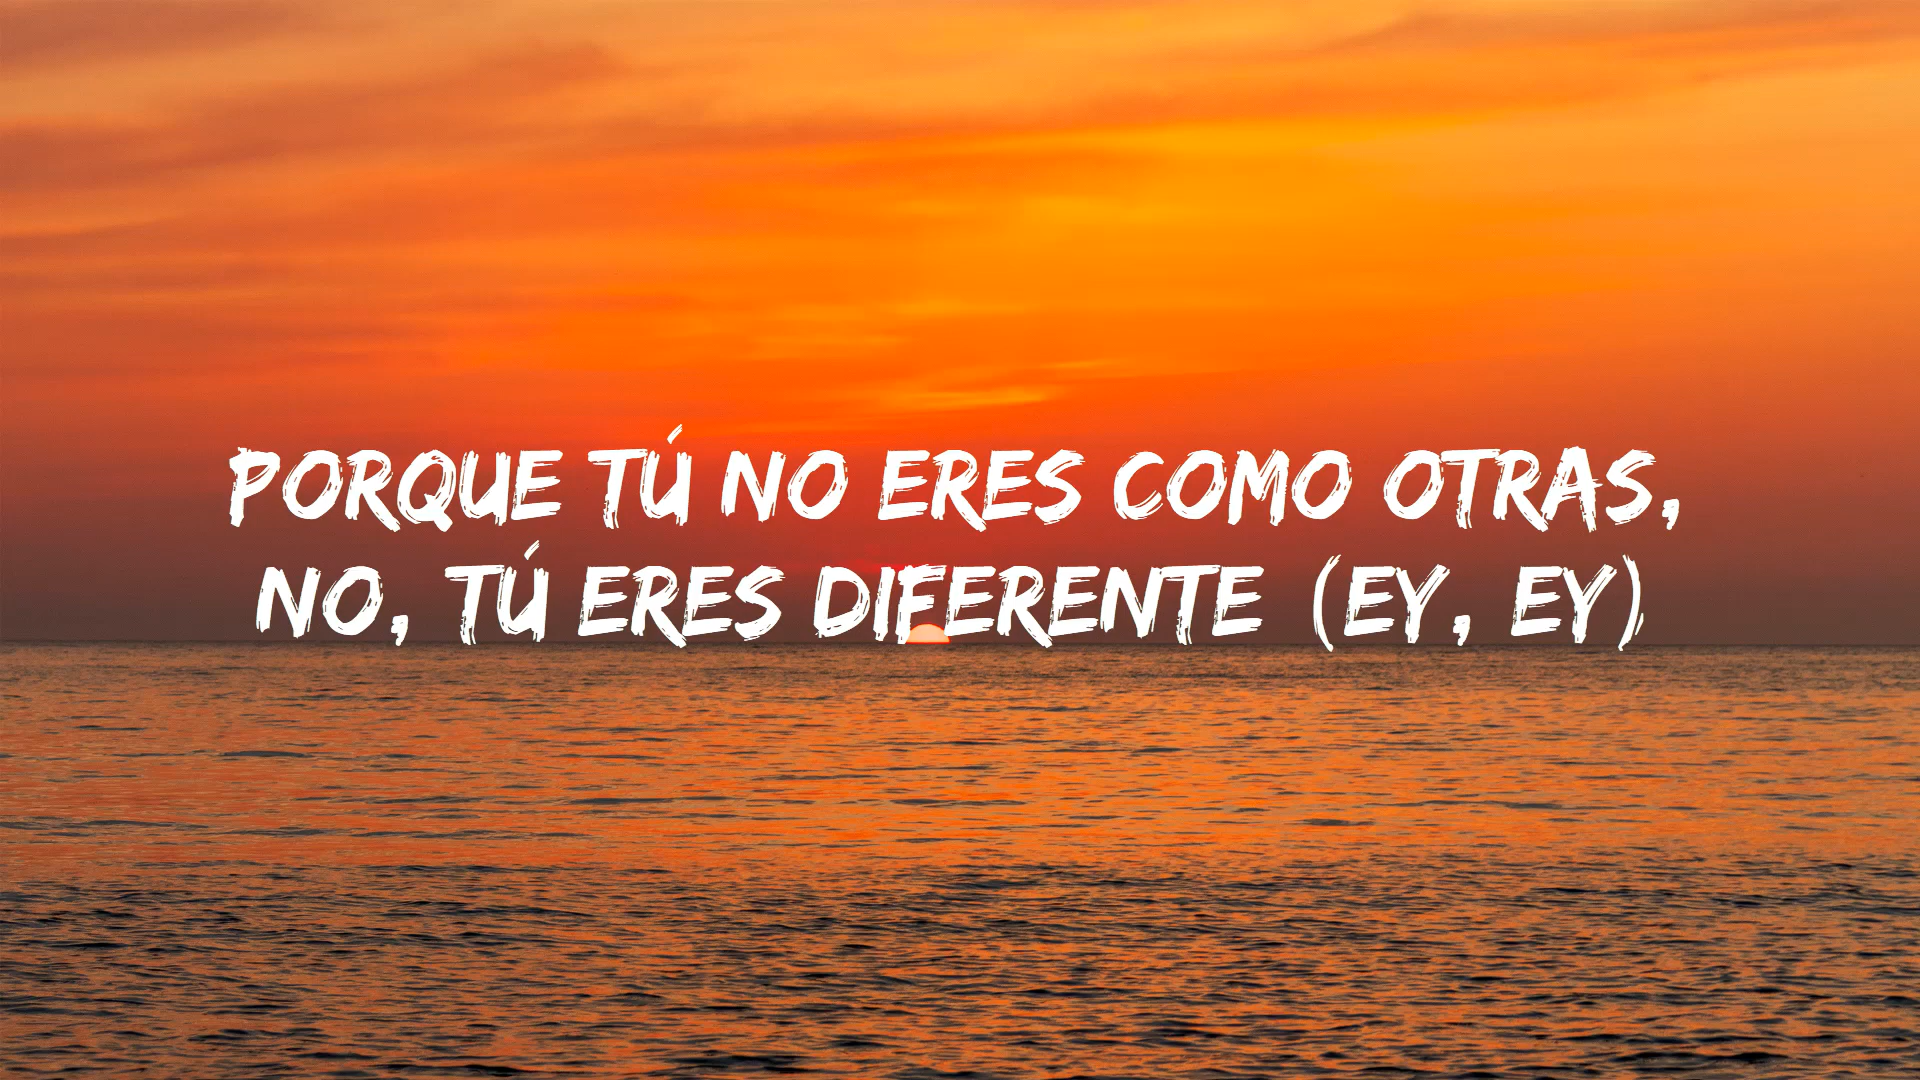 PORQUE TÚ NO ERES COMO OTRAS,
NO, TÚ ERES DIFERENTE (EY, EY)